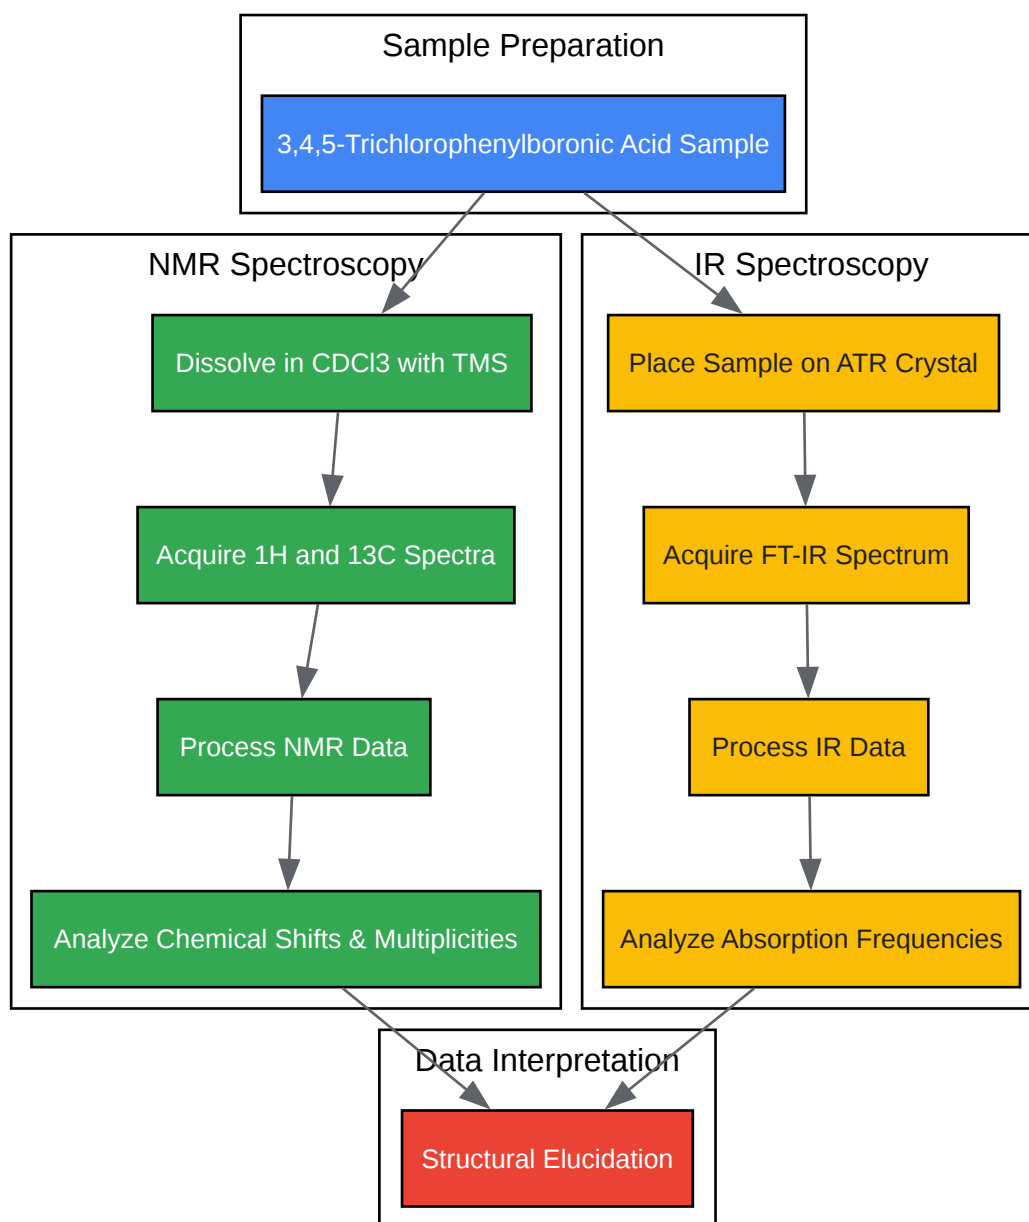 Sample Preparation
3,4,5-Trichlorophenylboronic Acid Sample
NMR Spectroscopy
Dissolve in CDCl3 with TMS
Acquire 1H and 13C Spectra
Process NMR Data
Analyze Chemical Shifts & Multiplicities
IR Spectroscopy
Place Sample on ATR Crystal
Acquire FT-IR Spectrum
Process IR Data
Analyze Absorption Frequencies
Data Interpretation
Structural Elucidation